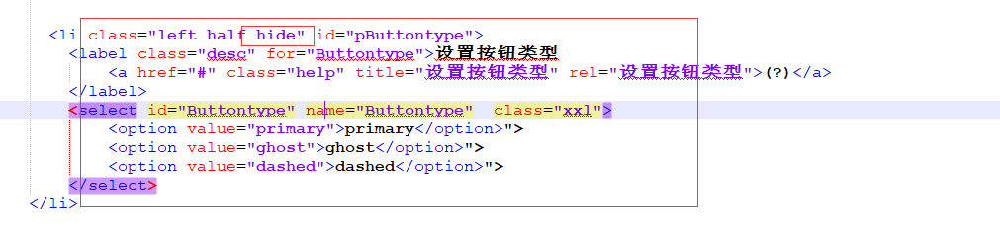 <li class="left half hide" id="pButtontype">
<label class="desc" for="Buttontype">设置按钮类型
<a href="#" class="help" title="设置按钮类型" rel="设置按钮类型">(?)</a>
</label>
<select id="Buttontype" name="Buttontype"  class="xxl">
<option value="primary">primary</option>">
<option value="ghost">ghost</option>">
<option value="dashed">dashed</option>">
</select>
</li>